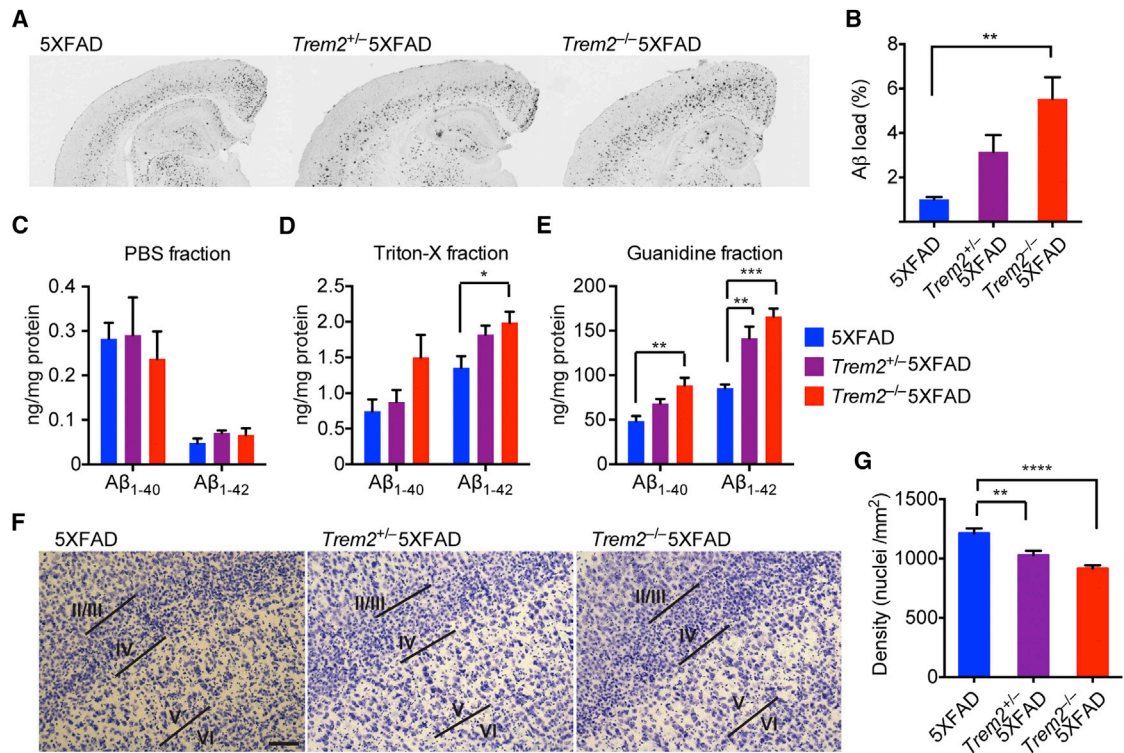 A
5XFAD
Trem2+/– 5XFAD
Trem2–/– 5XFAD
B
Aβ load (%)
8
6
4
2
**
5XFAD
Trem2+/–
5XFAD
Trem2–/–
5XFAD
C
PBS fraction
ng/mg protein
0.4
0.3
0.2
0.1
0
Aβ1-40
Aβ1-42
D
Triton-X fraction
ng/mg protein
2.5
2.0
1.5
1.0
0.5
0
*
Aβ1-40
Aβ1-42
E
Guanidine fraction
ng/mg protein
200
150
100
50
0
**
**
***
Aβ1-40
Aβ1-42
5XFAD
Trem2+/– 5XFAD
Trem2–/– 5XFAD
F
5XFAD
Trem2+/– 5XFAD
Trem2–/– 5XFAD
II/III
IV
V
VI
II/III
IV
V
VI
II/III
IV
V
VI
G
Density (nuclei /mm2)
1500
1000
500
0
**
****
5XFAD
Trem2+/–
5XFAD
Trem2–/–
5XFAD